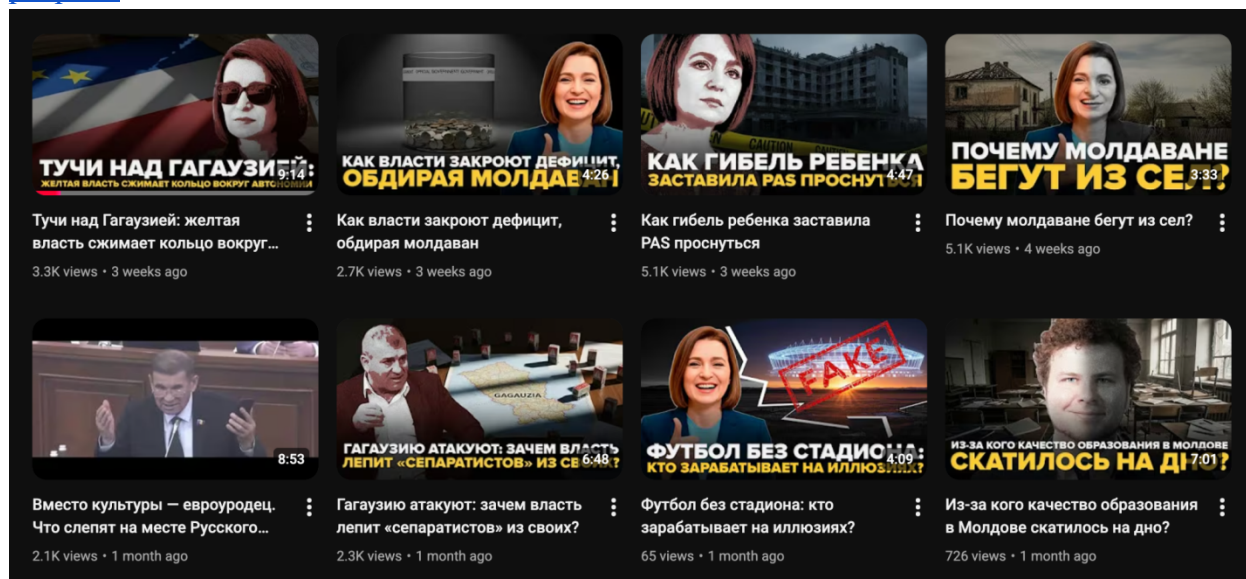 ТУЧИ НАД ГАГАУЗИЕЙ:
ЖЕЛТАЯ ВЛАСТЬ СЖИМАЕТ КОЛЬЦО ВОКРУГ АВТОНОМИИ
9:14
КАК ВЛАСТИ ЗАКРОЮТ ДЕФИЦИТ,
ОБДИРАЯ МОЛДАВАН
4:26
CAUTION
КАК ГИБЕЛЬ РЕБЕНКА
ЗАСТАВИЛА PAS ПРОСНУТЬСЯ
4:47
ПОЧЕМУ МОЛДАВАНЕ
БЕГУТ ИЗ СЕЛ?
3:33
Тучи над Гагаузией: желтая
власть сжимает кольцо вокруг...
3.3K views • 3 weeks ago
Как власти закроют дефицит,
обдирая молдаван
2.7K views • 3 weeks ago
Как гибель ребенка заставила
PAS проснуться
5.1K views • 3 weeks ago
Почему молдаване бегут из сел?
5.1K views • 4 weeks ago
8:53
GAGAUZIA
ГАГАУЗИЮ АТАКУЮТ: ЗАЧЕМ ВЛАСТЬ
ЛЕПИТ «СЕПАРАТИСТОВ» ИЗ СВОИХ?
6:48
FAKE
ФУТБОЛ БЕЗ СТАДИОНА:
КТО ЗАРАБАТЫВАЕТ НА ИЛЛЮЗИЯХ?
4:09
ИЗ-ЗА КОГО КАЧЕСТВО ОБРАЗОВАНИЯ В МОЛДОВЕ
СКАТИЛОСЬ НА ДНО?
7:01
Вместо культуры — евроуродец.
Что слепят на месте Русского...
2.1K views • 1 month ago
Гагаузию атакуют: зачем власть
лепит «сепаратистов» из своих?
2.3K views • 1 month ago
Футбол без стадиона: кто
зарабатывает на иллюзиях?
65 views • 1 month ago
Из-за кого качество образования
в Молдове скатилось на дно?
726 views • 1 month ago